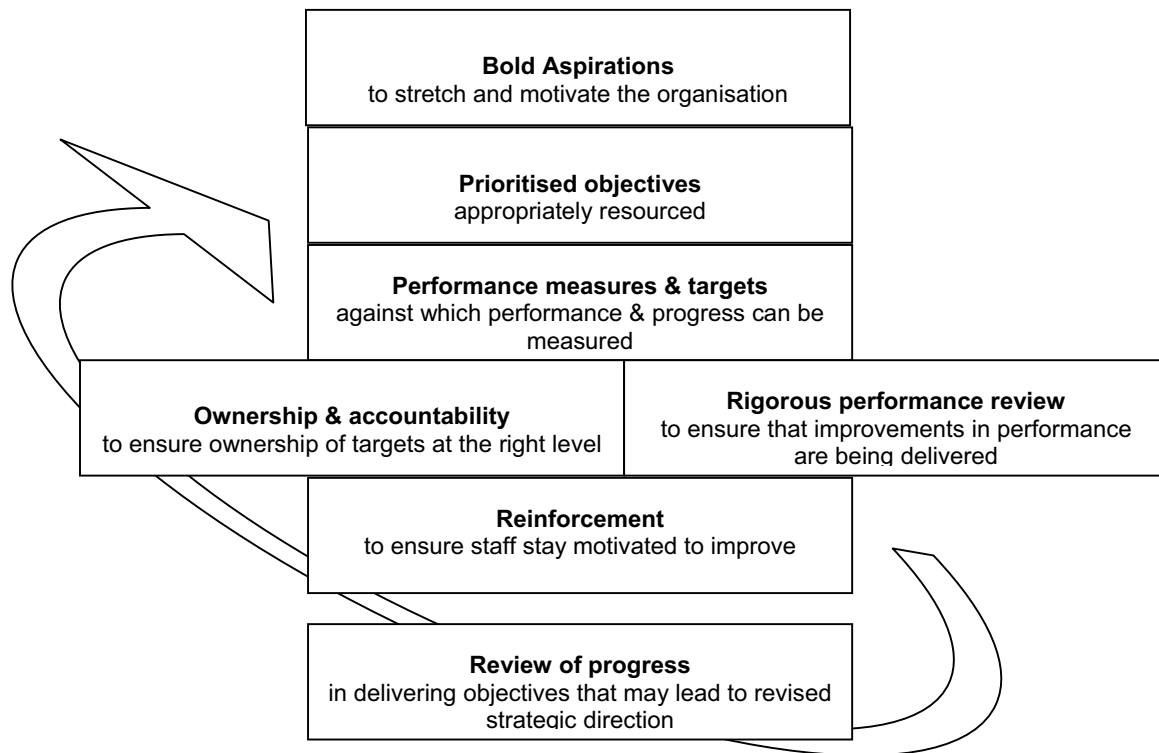 Bold Aspirations
to stretch and motivate the organisation
Prioritised objectives
appropriately resourced
Performance measures & targets
against which performance & progress can be
measured
Ownership & accountability
to ensure ownership of targets at the right level
Rigorous performance review
to ensure that improvements in performance
are being delivered
Reinforcement
to ensure staff stay motivated to improve
Review of progress
in delivering objectives that may lead to revised
strategic direction